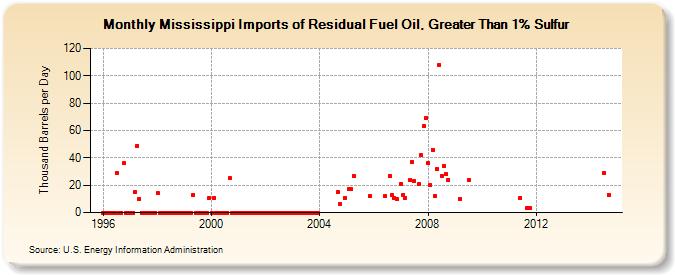 Monthly Mississippi Imports of Residual Fuel Oil, Greater Than 1% Sulfur
Thousand Barrels per Day
120
100
80
60
40
20
0
1996 2000 2004 2008 2012
Source: U.S. Energy Information Administration